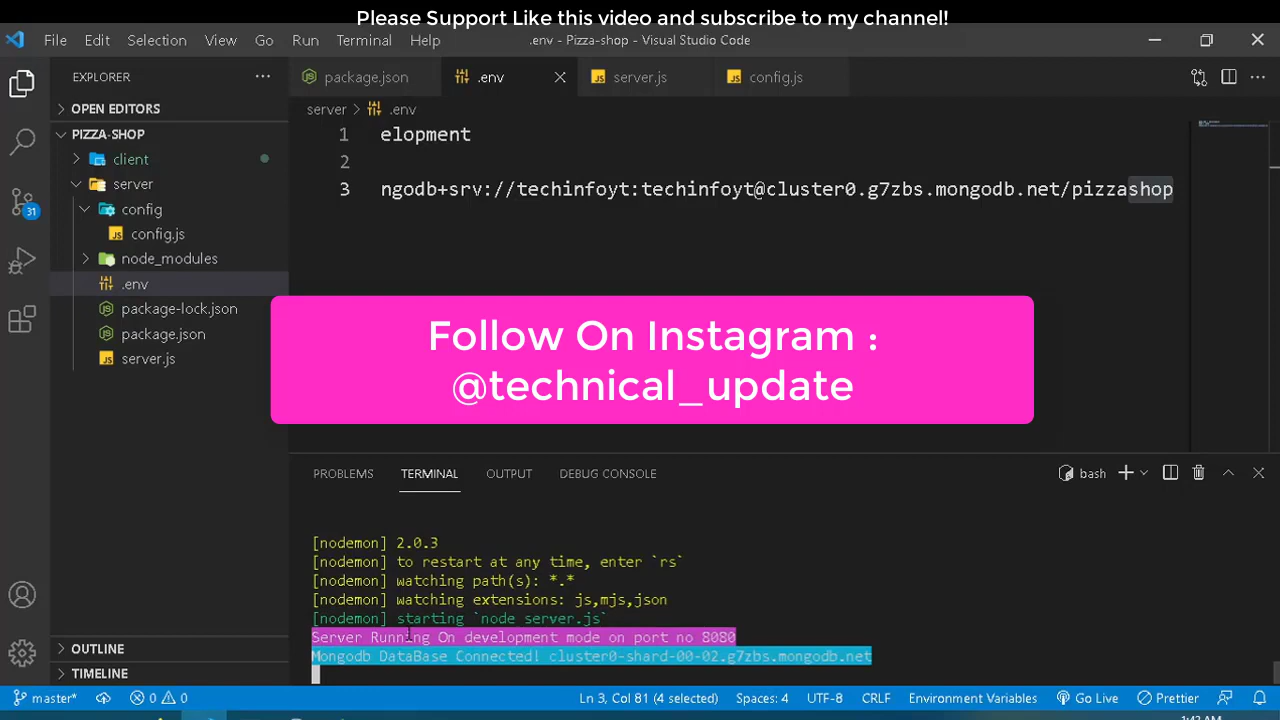 Please Support Like this video and subscribe to my channel!
File Edit Selection View Go Run Terminal Help .env - Pizza-shop - Visual Studio Code
EXPLORER
package.json .env server.js config.js
OPEN EDITORS
server > .env
PIZZA-SHOP
1 elopment
client
2
server
3 ngodb+srv://techinfoyt:techinfoyt@cluster0.g7zbs.mongodb.net/pizzashop
config
config.js
node_modules
.env
package-lock.json
package.json
server.js
31
Follow On Instagram :
@technical_update
PROBLEMS TERMINAL OUTPUT DEBUG CONSOLE bash
[nodemon] 2.0.3
[nodemon] to restart at any time, enter `rs`
[nodemon] watching path(s): *.*
[nodemon] watching extensions: js,mjs,json
[nodemon] starting `node server.js`
Server Running On development mode on port no 8080
Mongodb DataBase Connected! cluster0-shard-00-02.g7zbs.mongodb.net
OUTLINE
TIMELINE
master* 0 0 Ln 3, Col 81 (4 selected) Spaces: 4 UTF-8 CRLF Environment Variables Go Live Prettier